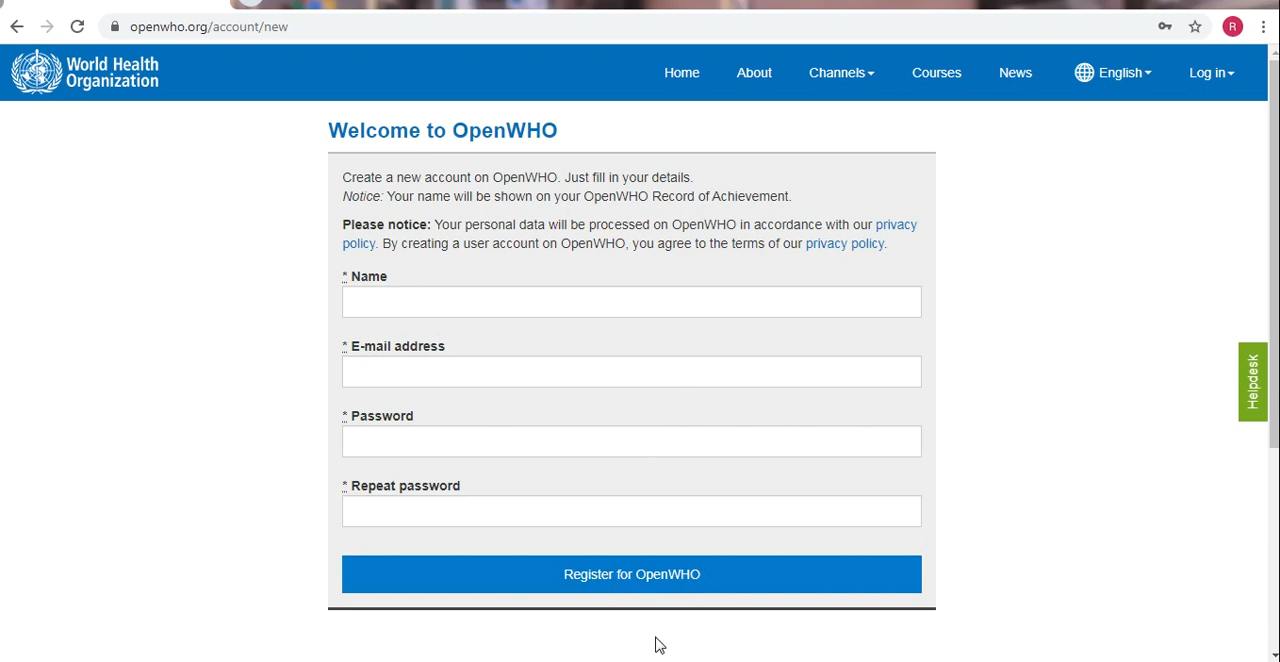 openwho.org/account/new
R
World Health
Organization
Home About Channels Courses News English Log in
Welcome to OpenWHO
Create a new account on OpenWHO. Just fill in your details.
Notice: Your name will be shown on your OpenWHO Record of Achievement.
Please notice: Your personal data will be processed on OpenWHO in accordance with our privacy
policy. By creating a user account on OpenWHO, you agree to the terms of our privacy policy.
* Name
* E-mail address
* Password
* Repeat password
Register for OpenWHO
Helpdesk